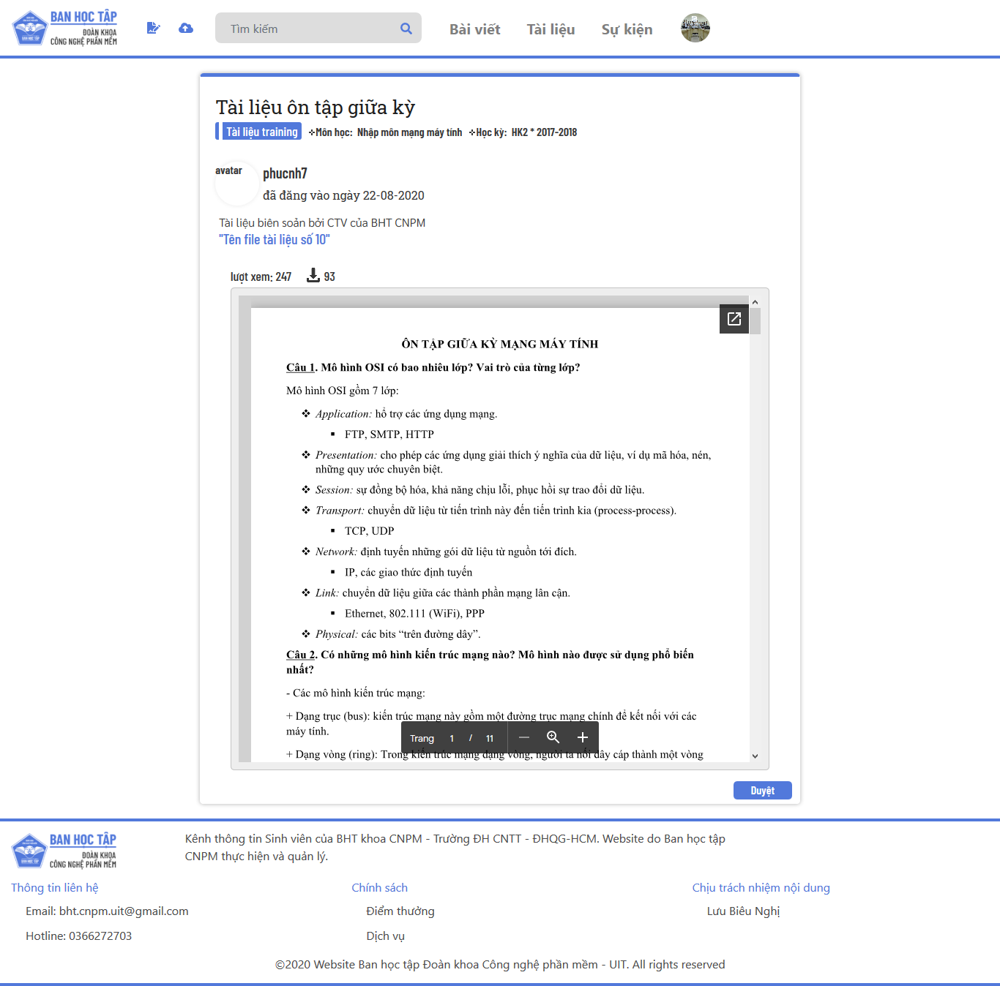 BAN HỌC TẬP
ĐOÀN KHOA
CÔNG NGHỆ PHẦN MỀM
Tìm kiếm
Bài viết
Tài liệu
Sự kiện
Tài liệu ôn tập giữa kỳ
Tài liệu training
Môn học: Nhập môn mạng máy tính
Học kỳ: HK2 * 2017-2018
avatar
phucnh7
đã đăng vào ngày 22-08-2020
Tài liệu biên soản bởi CTV của BHT CNPM
"Tên file tài liệu số 10"
lượt xem: 247
93
ÔN TẬP GIỮA KỲ MẠNG MÁY TÍNH
Câu 1. Mô hình OSI có bao nhiêu lớp? Vai trò của từng lớp?
Mô hình OSI gồm 7 lớp:
❖ Application: hổ trợ các ứng dụng mạng.
▪ FTP, SMTP, HTTP
❖ Presentation: cho phép các ứng dụng giải thích ý nghĩa của dữ liệu, ví dụ mã hóa, nén,
những quy ước chuyên biệt.
❖ Session: sự đồng bộ hóa, khả năng chịu lỗi, phục hồi sự trao đổi dữ liệu.
❖ Transport: chuyển dữ liệu từ tiến trình này đến tiến trình kia (process-process).
▪ TCP, UDP
❖ Network: định tuyến những gói dữ liệu từ nguồn tới đích.
▪ IP, các giao thức định tuyến
❖ Link: chuyển dữ liệu giữa các thành phần mạng lân cận.
▪ Ethernet, 802.111 (WiFi), PPP
❖ Physical: các bits “trên đường dây”.
Câu 2. Có những mô hình kiến trúc mạng nào? Mô hình nào được sử dụng phổ biến
nhất?
- Các mô hình kiến trúc mạng:
+ Dạng trục (bus): kiến trúc mạng này gồm một đường trục mạng chính để kết nối với các
máy tính.
+ Dạng vòng (ring): Trong kiến trúc mạng dạng vòng, người ta nối dây cáp thành một vòng
Trang 1 / 11
Duyệt
BAN HỌC TẬP
ĐOÀN KHOA
CÔNG NGHỆ PHẦN MỀM
Kênh thông tin Sinh viên của BHT khoa CNPM - Trường ĐH CNTT - ĐHQG-HCM. Website do Ban học tập
CNPM thực hiện và quản lý.
Thông tin liên hệ
Email: bht.cnpm.uit@gmail.com
Hotline: 0366272703
Chính sách
Điểm thưởng
Dịch vụ
Chịu trách nhiệm nội dung
Lưu Biêu Nghị
©2020 Website Ban học tập Đoàn khoa Công nghệ phần mềm - UIT. All rights reserved